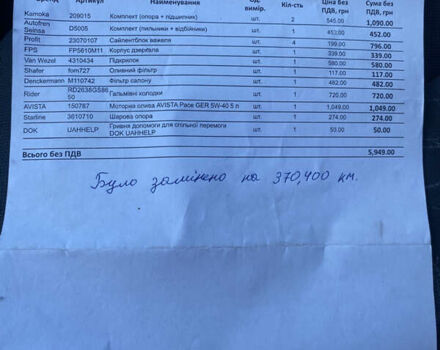 Артикул Найменування Од. вимір. Кіл-сть Ціна без ПДВ, грн Сума без ПДВ, грн
Kamoka 209015 Комплект (опора + підшипник) шт. 2 545.00 1,090.00
Autofren Seinsa D5005 Комплект (пильники + відбійники) шт. 1 452.00 452.00
Profit 23070107 Сайлентблок важеля шт. 4 199.00 796.00
FPS FP5610M11 Корпус дзеркала шт. 1 339.00 339.00
Van Wezel 4310434 Підкрилок шт. 1 580.00 580.00
Shafer fom727 Оливний фільтр шт. 1 117.00 117.00
Denckermann M110742 Фільтр салону шт. 1 482.00 482.00
Rider RD2638GS8650 Гальмівні колодки шт. 1 720.00 720.00
AVISTA 150787 Моторна олива AVISTA Pace GER 5W-40 5 л шт. 1 1,049.00 1,049.00
Starline 3610710 Шарова опора шт. 1 274.00 274.00
DOK UAHHELP Гривня допомоги для спільної перемоги DOK UAHHELP шт. 1 50.00 50.00
Всього без ПДВ 5,949.00
Було замінено на 370,400 км.